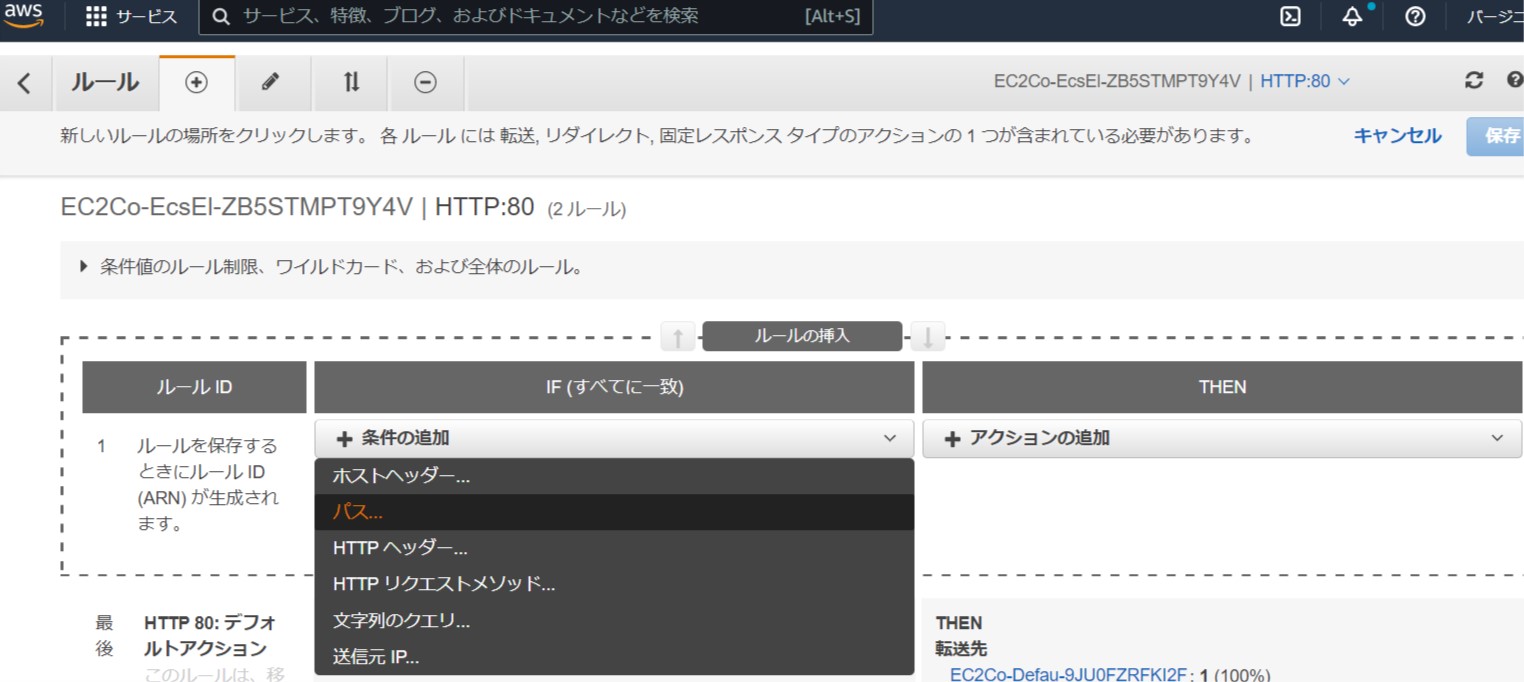 aws
サービス
サービス、特徴、ブログ、およびドキュメントなどを検索
[Alt+S]
ルール
EC2Co-EcsEl-ZB5STMPT9Y4V | HTTP:80
新しいルールの場所をクリックします。 各 ルール には 転送, リダイレクト, 固定レスポンス タイプのアクションの 1 つが含まれている必要があります。
キャンセル
保存
EC2Co-EcsEl-ZB5STMPT9Y4V | HTTP:80 (2 ルール)
条件値のルール制限、ワイルドカード、および全体のルール。
ルールの挿入
ルール ID
IF (すべてに一致)
THEN
1
ルールを保存する
ときにルール ID
(ARN) が生成され
ます。
条件の追加
アクションの追加
ホストヘッダー...
パス...
HTTP ヘッダー...
HTTP リクエストメソッド...
文字列のクエリ...
送信元 IP...
最
後
HTTP 80: デフォ
ルトアクション
このルールは、移
THEN
転送先
EC2Co-Defau-9JU0FZRFKI2F: 1 (100%)